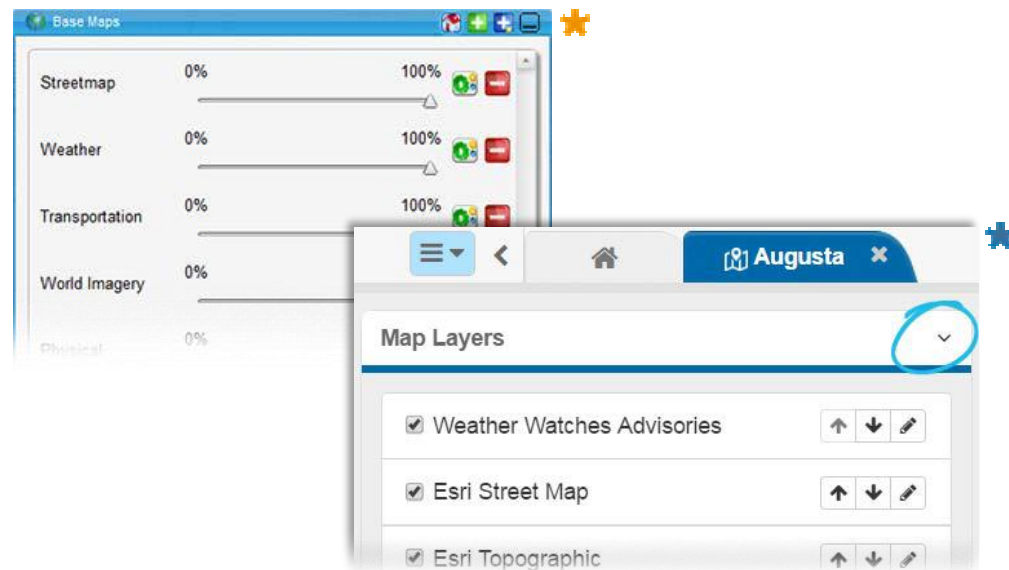 Base Maps
Streetmap 0% 100%
Weather 0% 100%
Transportation 0% 100%
World Imagery 0%
Physical 0%
Augusta
Map Layers
Weather Watches Advisories
Esri Street Map
Esri Topographic